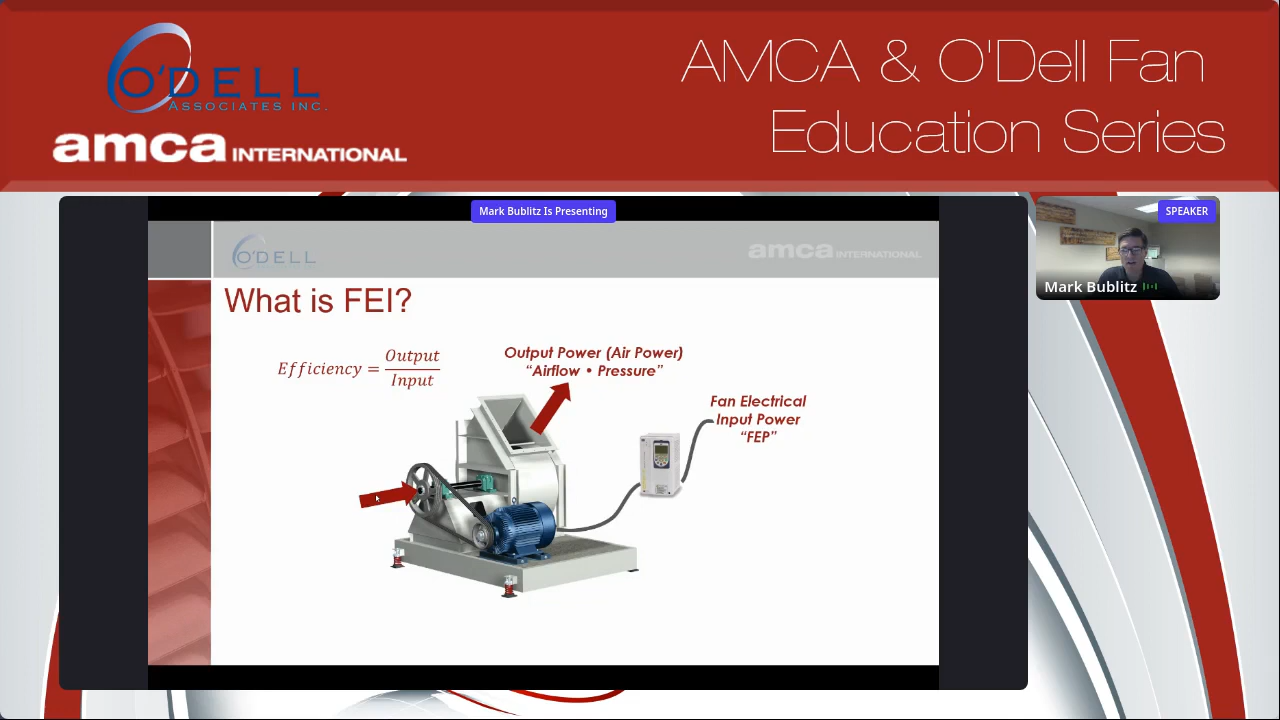 O'DELL
ASSOCIATES INC.
amca INTERNATIONAL
AMCA & O'Dell Fan
Education Series
Mark Bublitz Is Presenting
SPEAKER
Mark Bublitz
O'DELL
amca INTERNATIONAL
What is FEI?
Efficiency = Output / Input
Output Power (Air Power)
“Airflow • Pressure”
Fan Electrical
Input Power
“FEP”